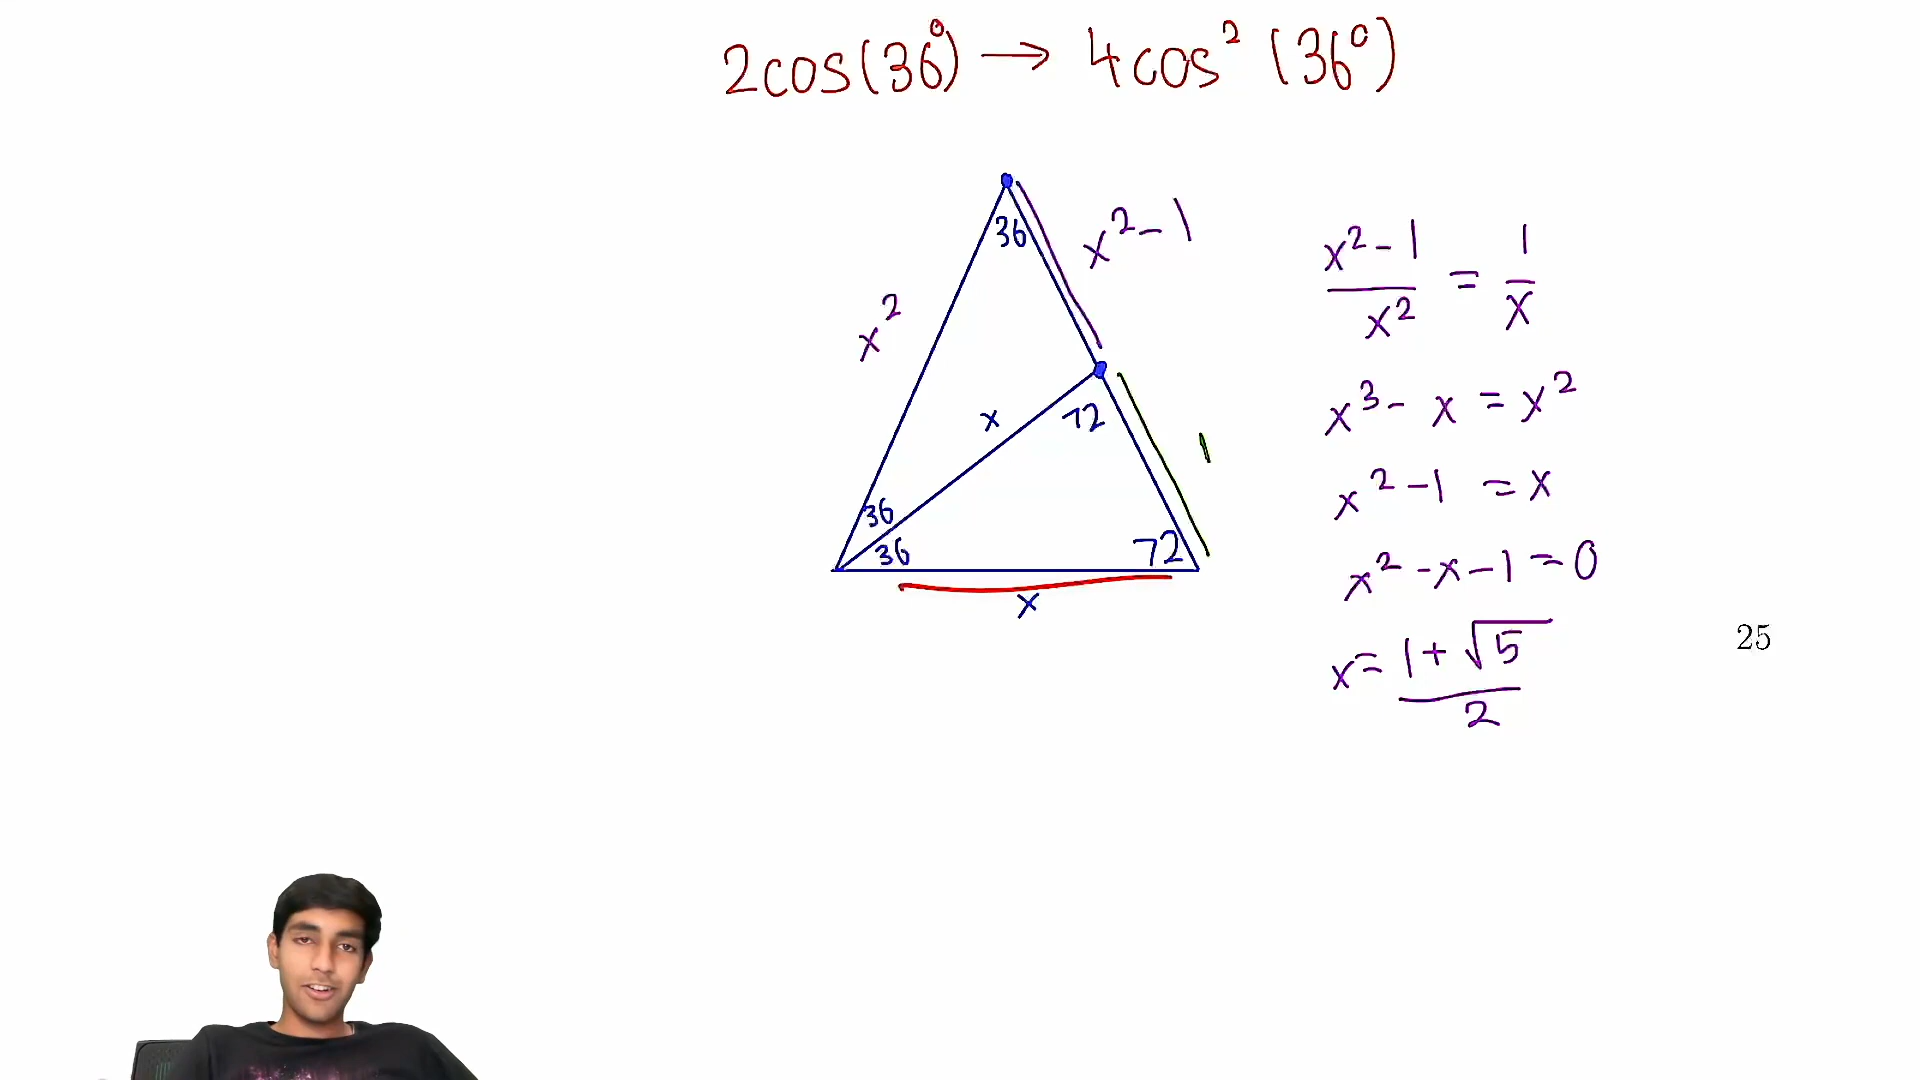 2cos(36°) → 4cos² (36°)
36
x² - 1
x²
x
72
1
36
36
72
x
x² - 1 / x² = 1 / x
x³ - x = x²
x² - 1 = x
x² - x - 1 = 0
x = 1 + √5 / 2
25